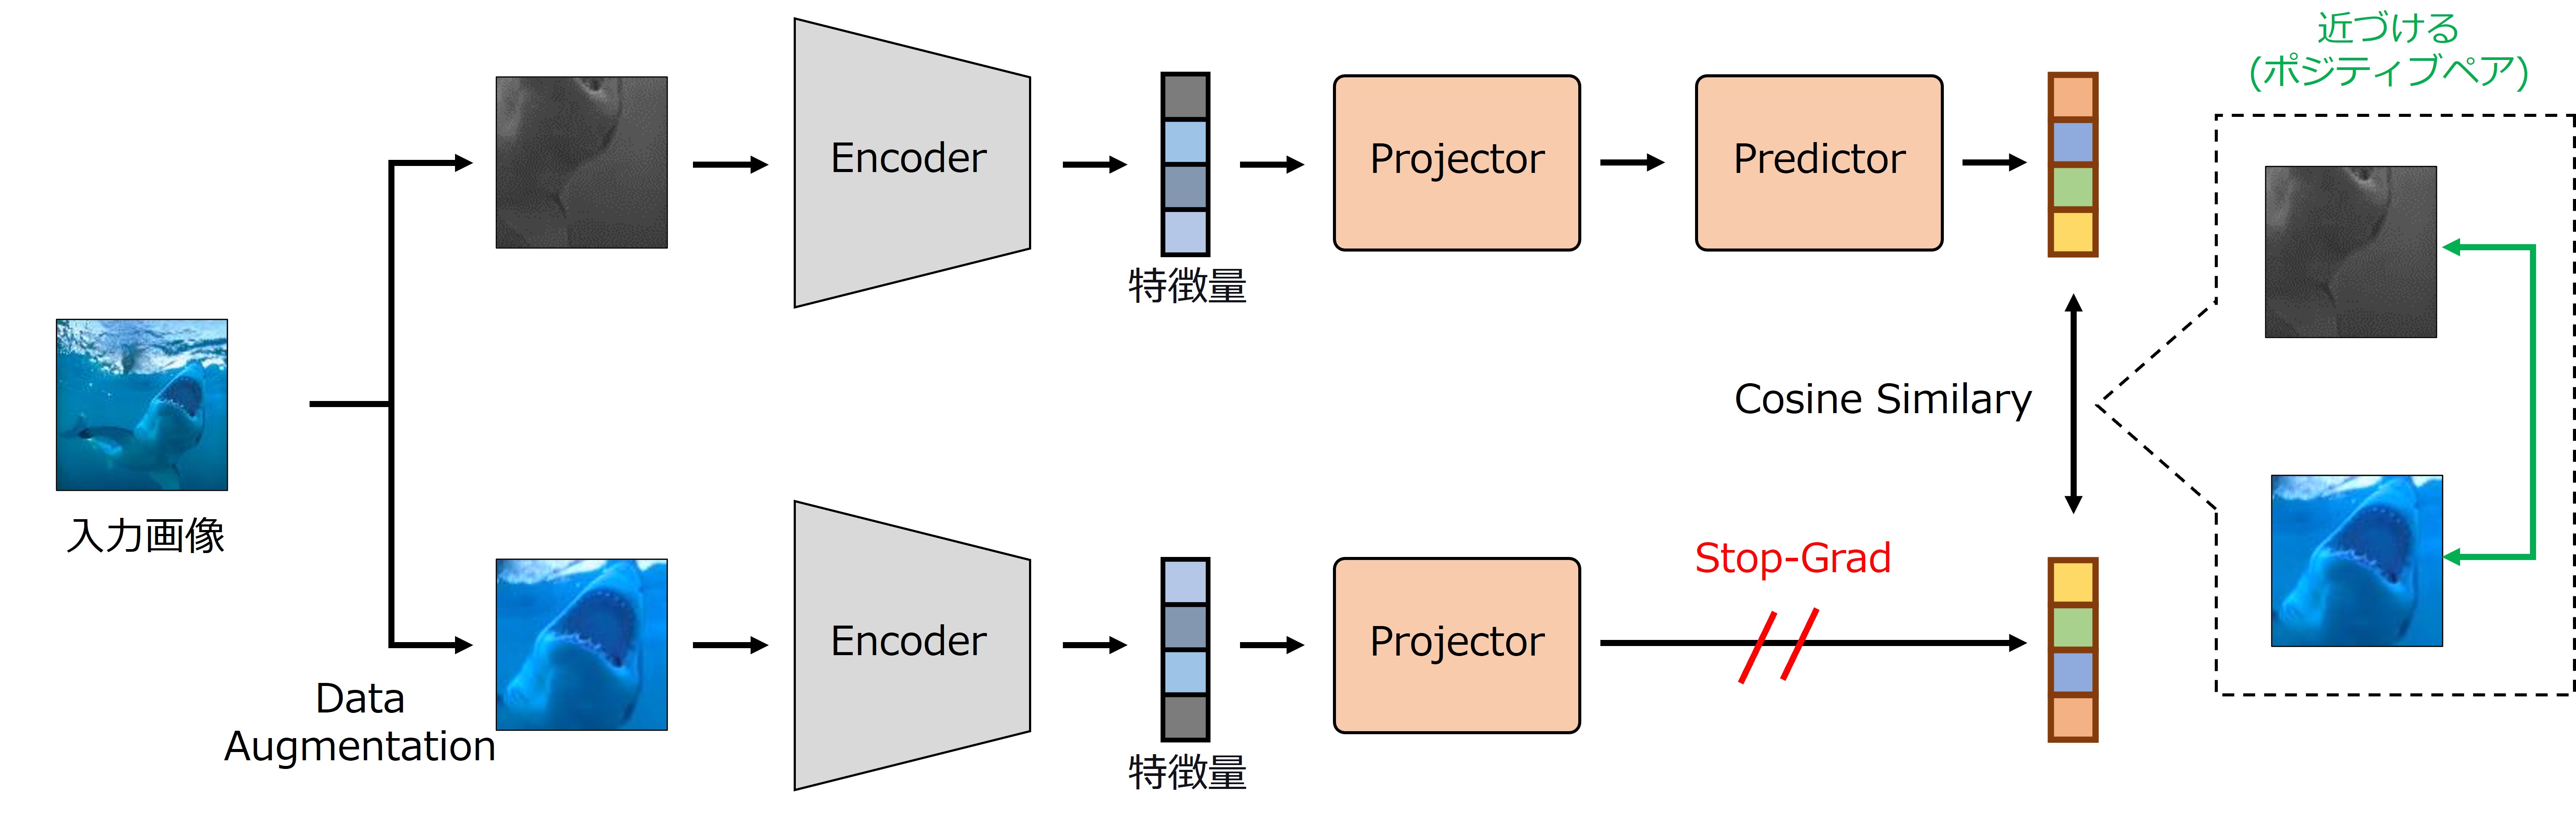 近づける
(ポジティブペア)
Encoder
Projector
Predictor
特徴量
入力画像
Cosine Similary
Data
Augmentation
Encoder
特徴量
Projector
Stop-Grad